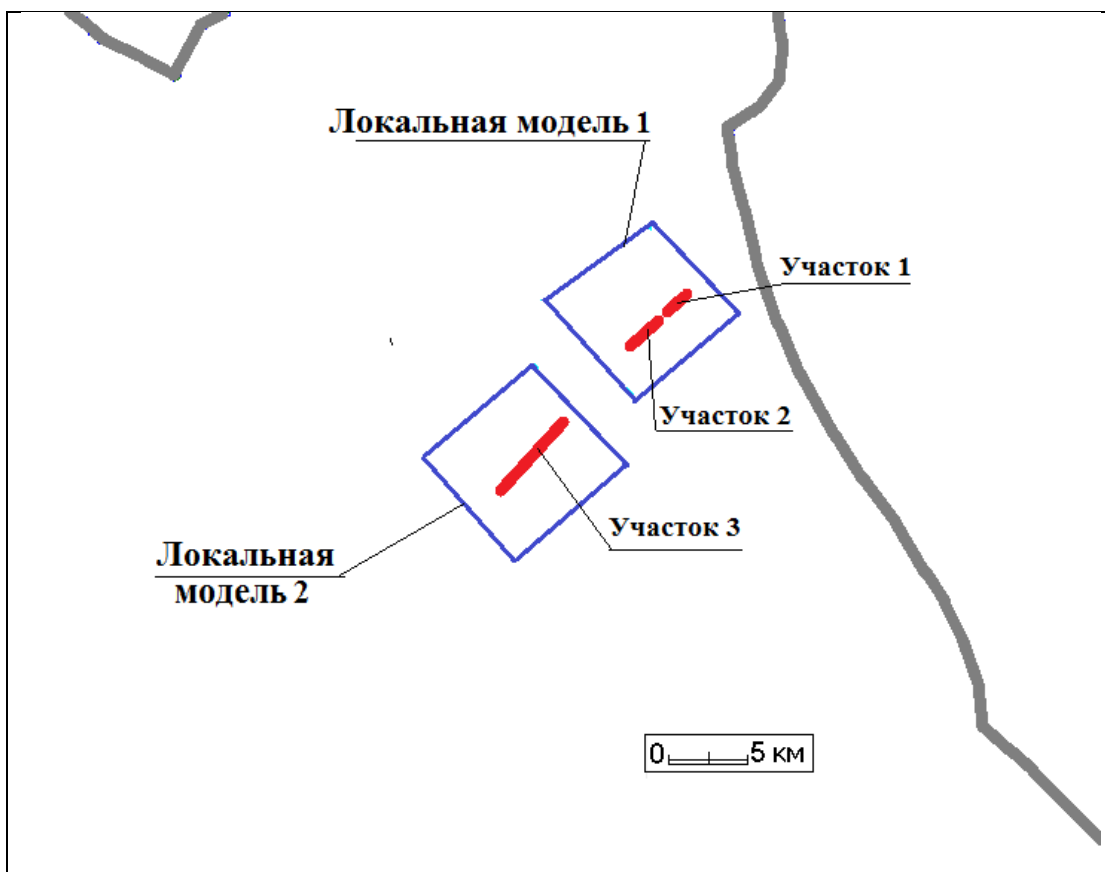 Локальная модель 1
Участок 1
Участок 2
Участок 3
Локальная
модель 2
0 5 км